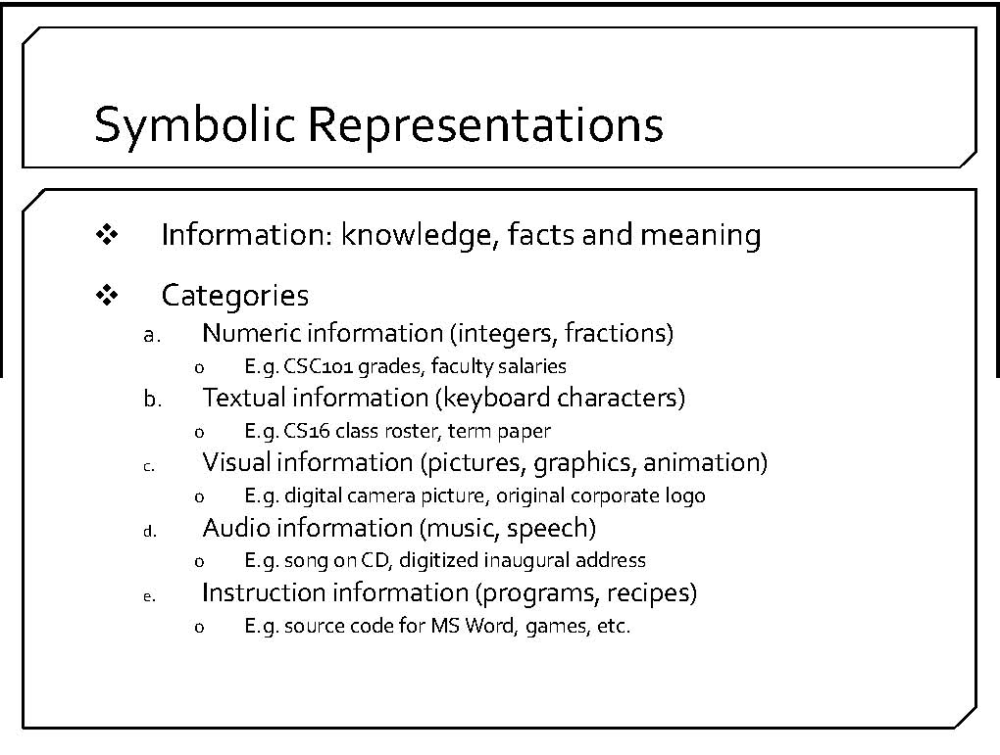 Symbolic Representations
❖ Information: knowledge, facts and meaning
❖ Categories
a. Numeric information (integers, fractions)
o E.g. CSC101 grades, faculty salaries
b. Textual information (keyboard characters)
o E.g. CS16 class roster, term paper
c. Visual information (pictures, graphics, animation)
o E.g. digital camera picture, original corporate logo
d. Audio information (music, speech)
o E.g. song on CD, digitized inaugural address
e. Instruction information (programs, recipes)
o E.g. source code for MS Word, games, etc.